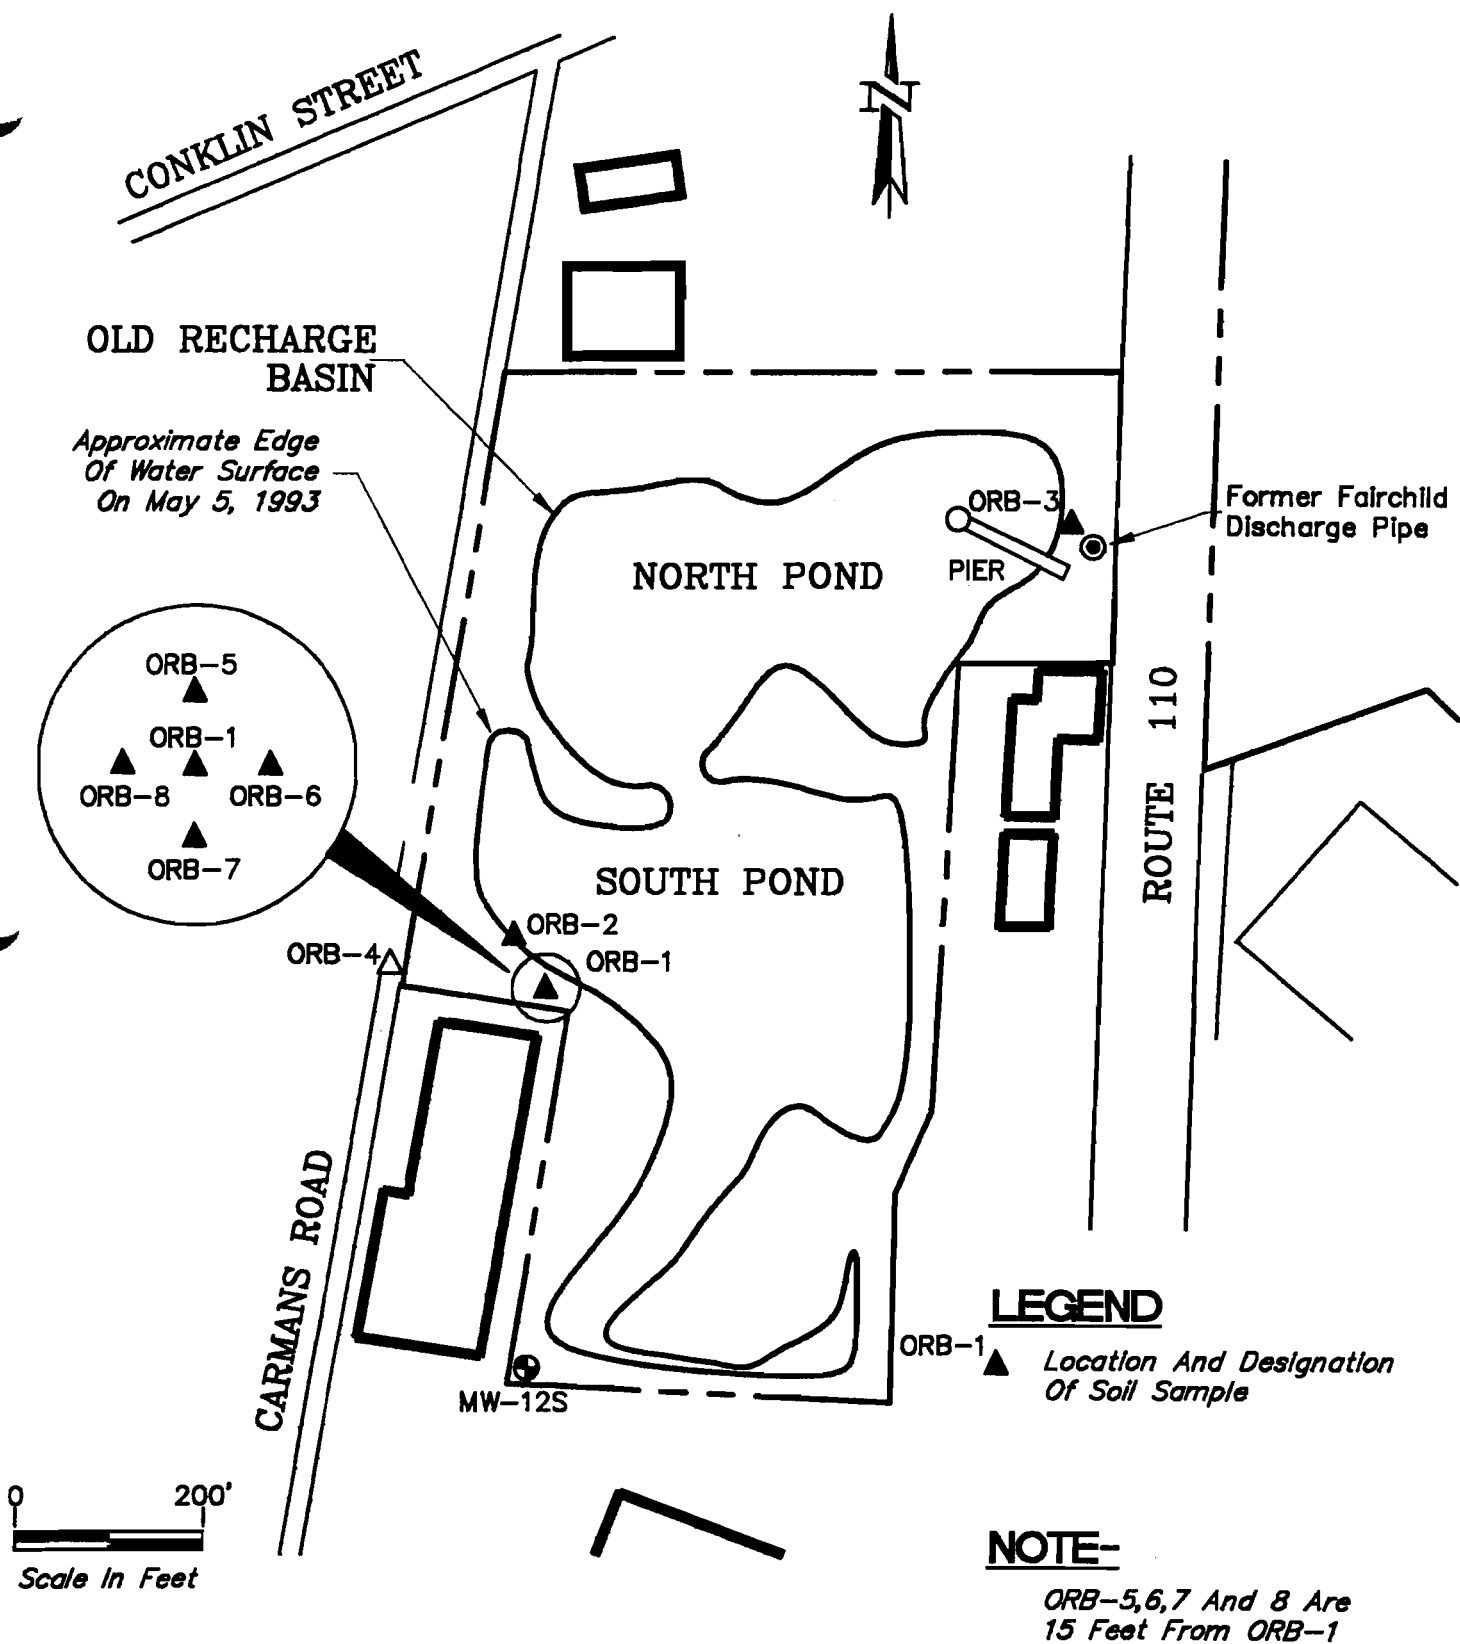 N
CONKLIN STREET
OLD RECHARGE
BASIN
Approximate Edge
Of Water Surface
On May 5, 1993
ORB-3
Former Fairchild
Discharge Pipe
PIER
NORTH POND
ORB-5
ORB-1
ORB-8
ORB-6
ORB-7
ROUTE 110
SOUTH POND
ORB-2
ORB-4
ORB-1
CARMANS ROAD
MW-12S
LEGEND
ORB-1
Location And Designation
Of Soil Sample
0 200'
Scale In Feet
NOTE-
ORB-5,6,7 And 8 Are
15 Feet From ORB-1